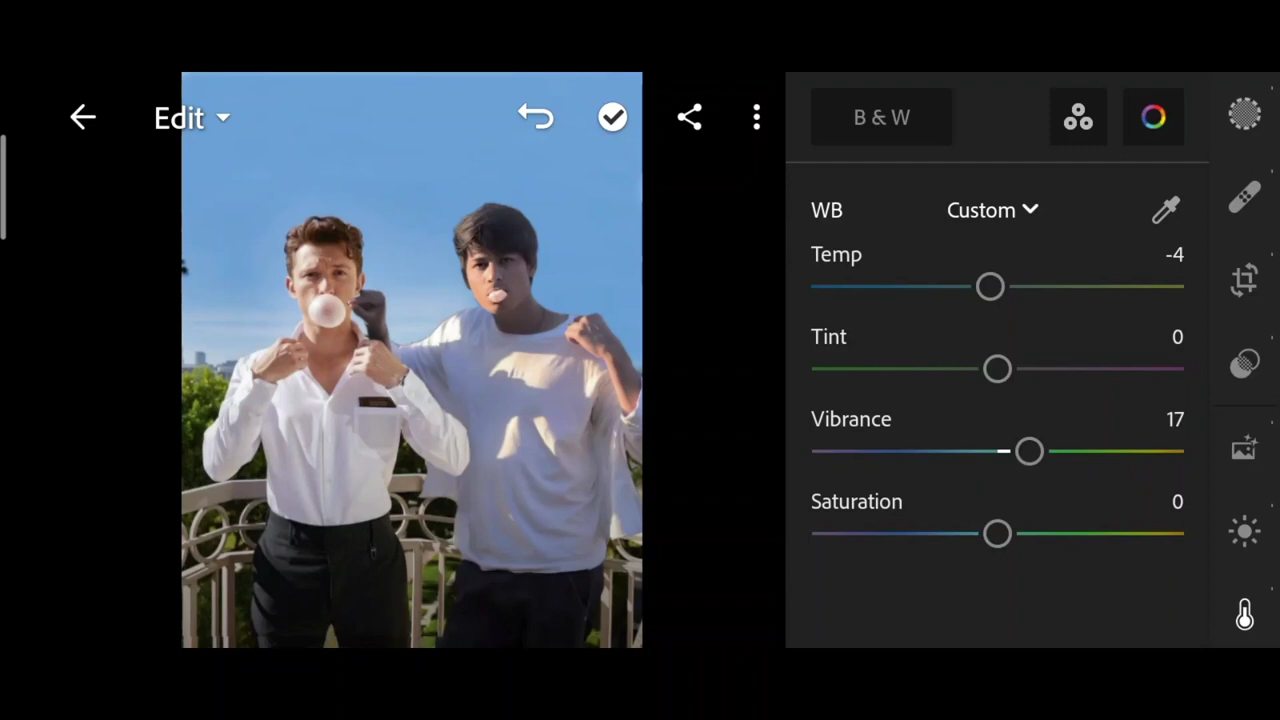 Edit
B & W
WB Custom
Temp -4
Tint 0
Vibrance 17
Saturation 0